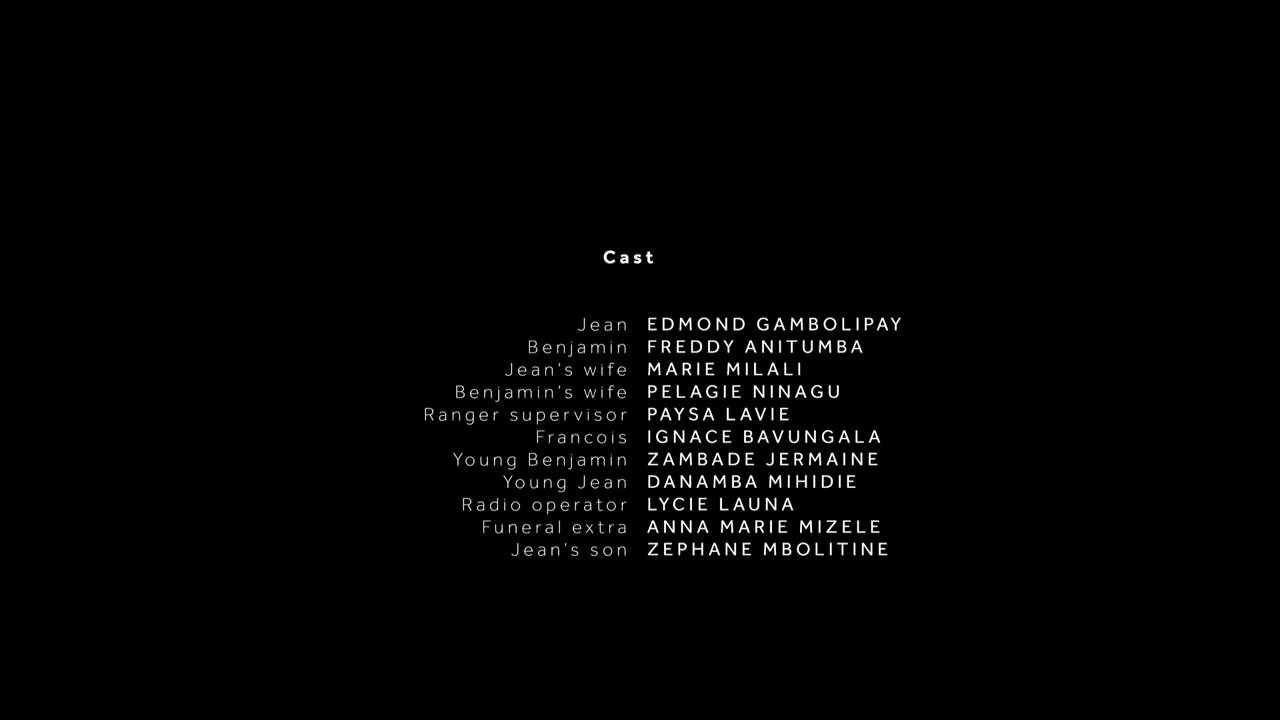 Cast
Jean EDMOND GAMBOLIPAY
Benjamin FREDDY ANITUMBA
Jean's wife MARIE MILALI
Benjamin's wife PELAGIE NINAGU
Ranger supervisor PAYSA LAVIE
Francois IGNACE BAVUNGALA
Young Benjamin ZAMBADE JERMAINE
Young Jean DANAMBA MIHIDIE
Radio operator LYCIE LAUNA
Funeral extra ANNA MARIE MIZELE
Jean's son ZEPHANE MBOLITINE